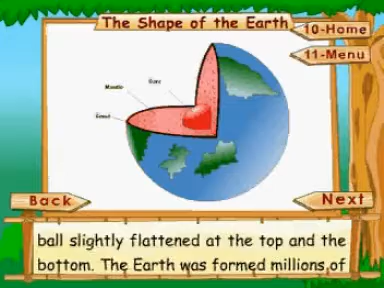 The Shape of the Earth
10-Home
11-Menu
Core
Mantle
Back
Next
ball slightly flattened at the top and the
bottom. The Earth was formed millions of